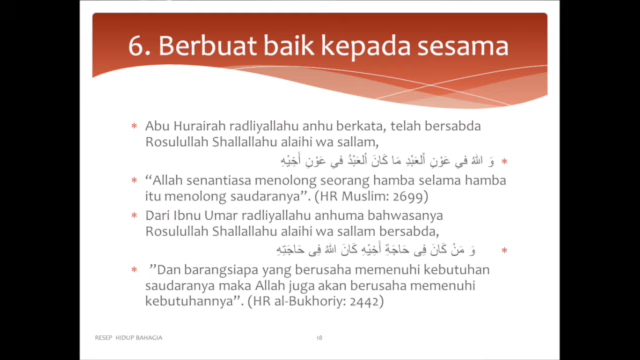 6. Berbuat baik kepada sesama
Abu Hurairah radliyallahu anhu berkata, telah bersabda
Rosulullah Shallallahu alaihi wa sallam,
وَ اللهُ فِي عَوْنِ اْلعَبْدِ مَا كَانَ اْلعَبْدُ فِي عَوْنِ أَخِيْهِ
“Allah senantiasa menolong seorang hamba selama hamba
itu menolong saudaranya”. (HR Muslim: 2699)
Dari Ibnu Umar radliyallahu anhuma bahwasanya
Rosulullah Shallallahu alaihi wa sallam bersabda,
وَ مَنْ كَانَ فِى حَاجَةِ أَخِيْهِ كَانَ اللهُ فِى حَاجَتِهِ
”Dan barangsiapa yang berusaha memenuhi kebutuhan
saudaranya maka Allah juga akan berusaha memenuhi
kebutuhannya”. (HR al-Bukhoriy: 2442)
RESEP HIDUP BAHAGIA
18